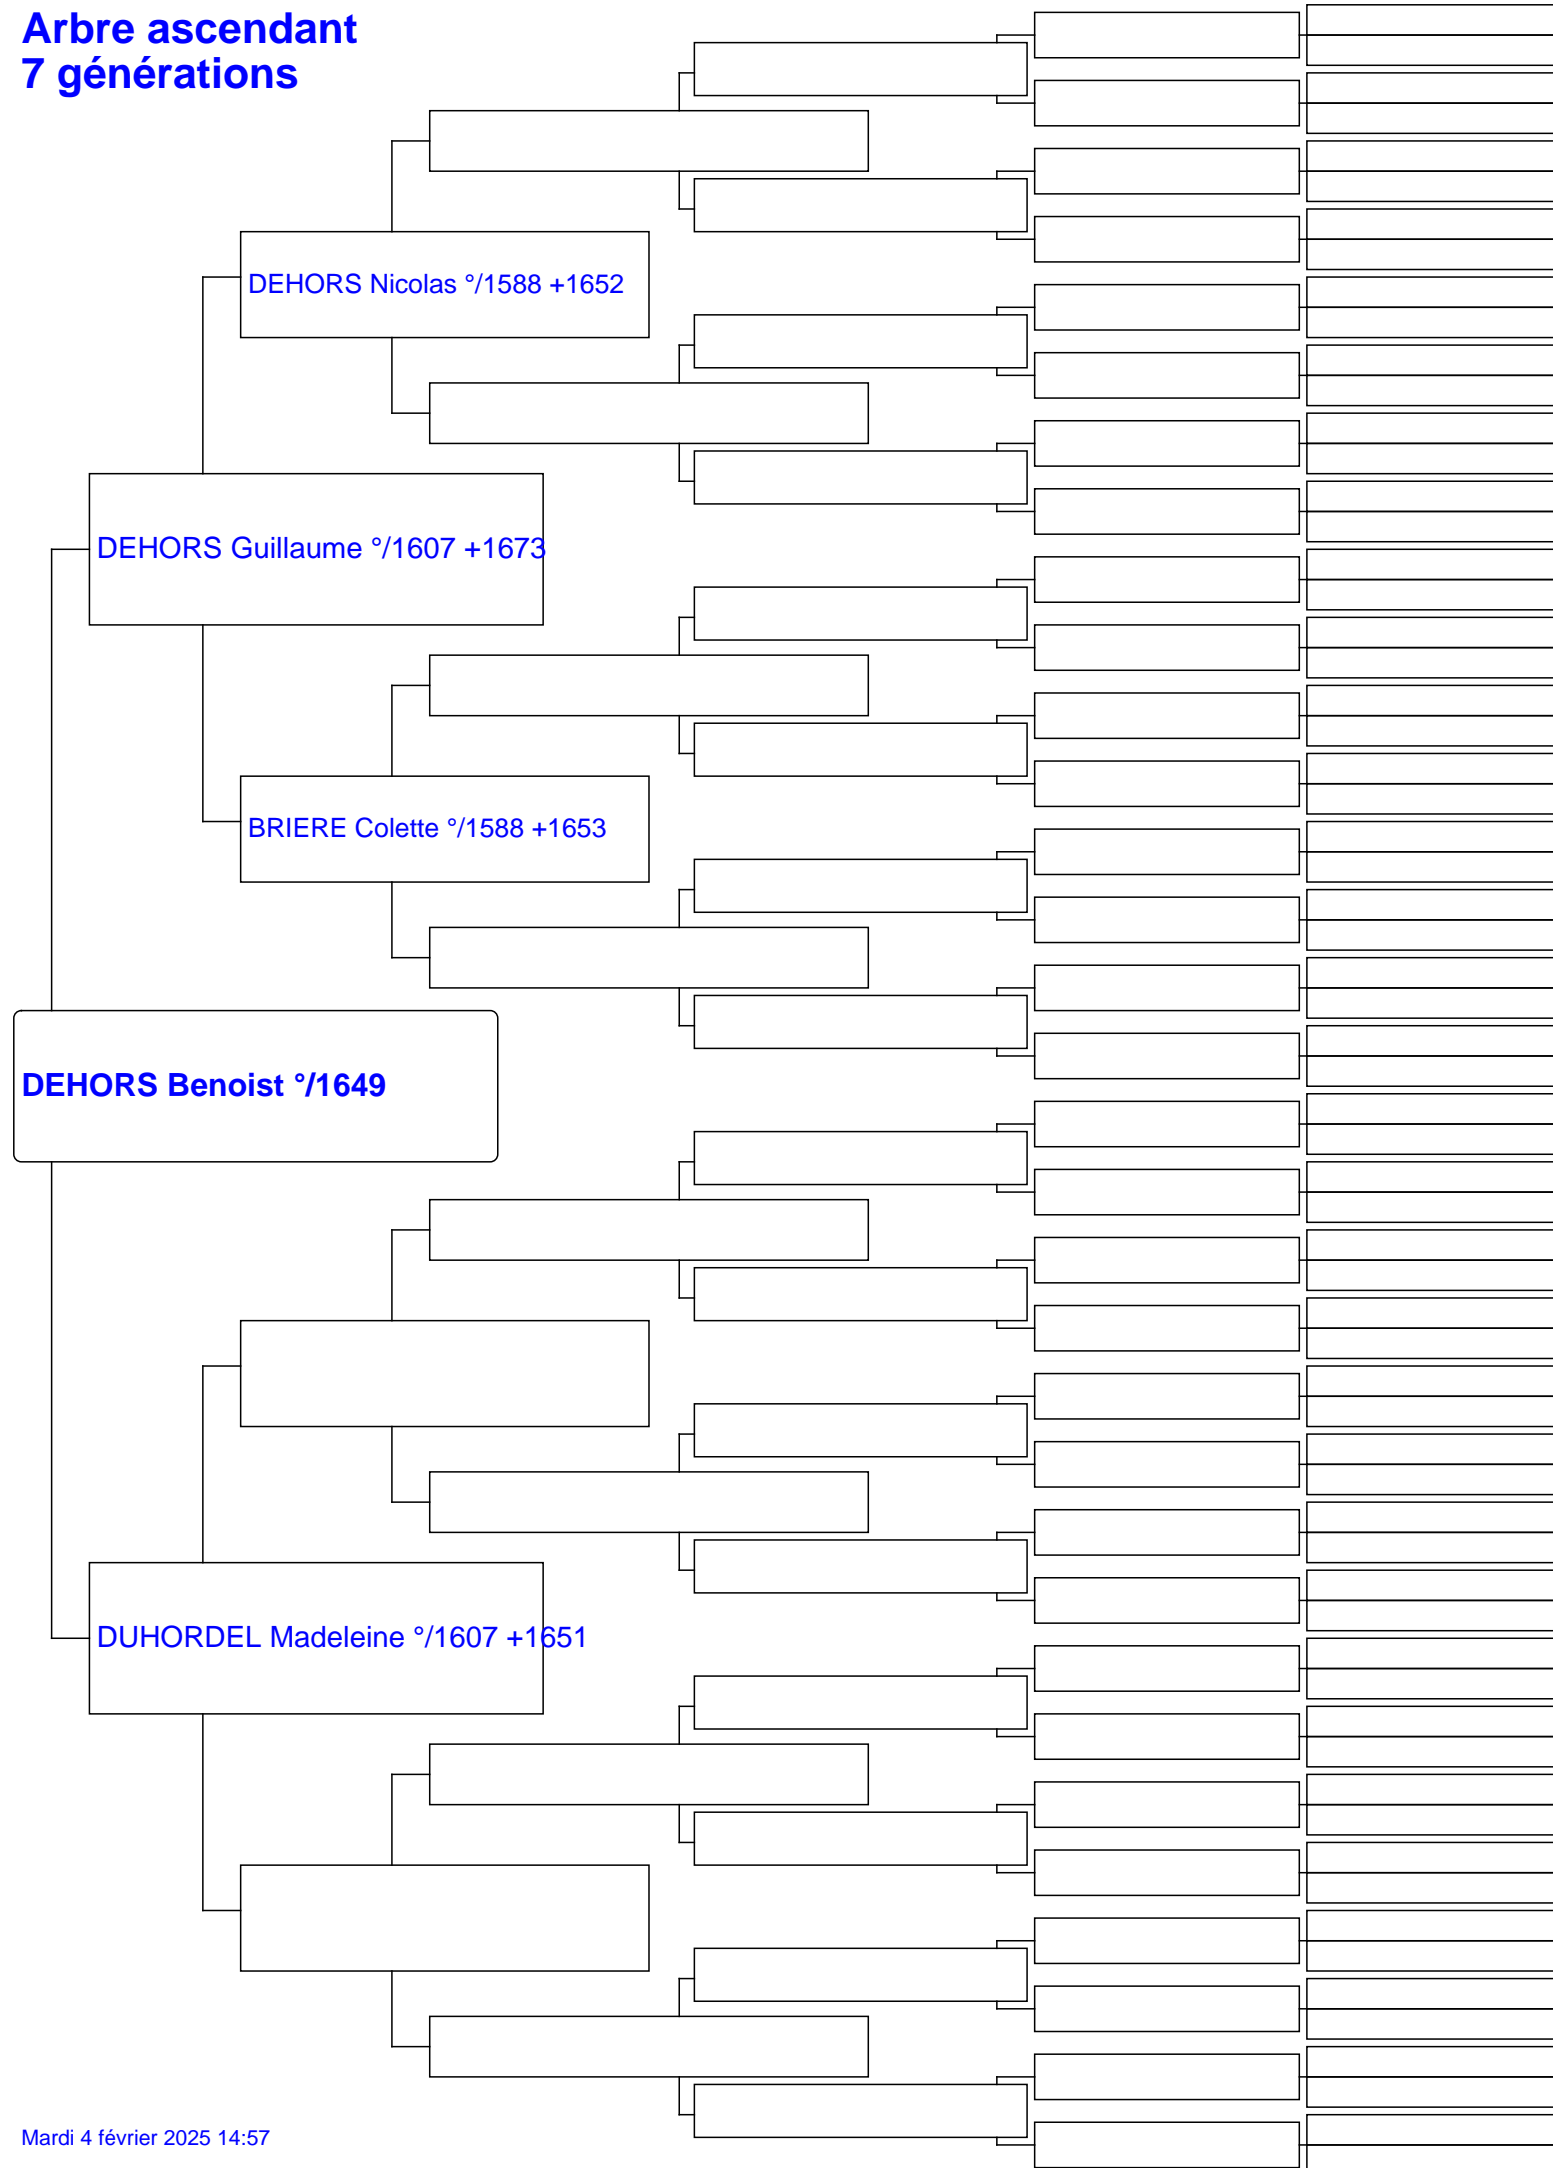 Arbre ascendant
7 générations
DEHORS Nicolas °/1588 +1652
DEHORS Guillaume °/1607 +1673
BRIERE Colette °/1588 +1653
DEHORS Benoist °/1649
DUHORDEL Madeleine °/1607 +1651
Mardi 4 février 2025 14:57